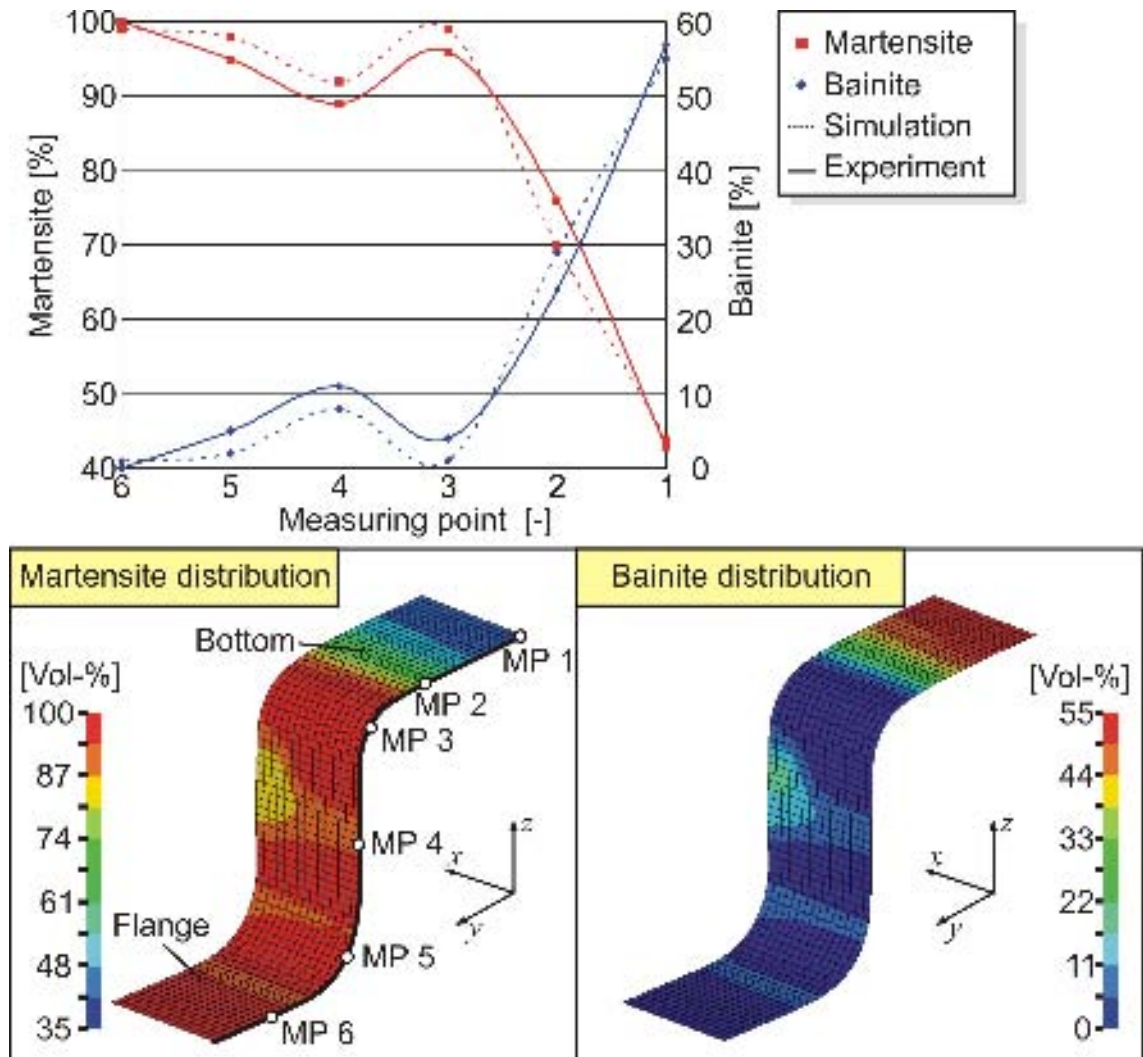 100
90
80
70
60
50
40
Martensite [%]
60
50
40
30
20
10
0
Bainite [%]
6 5 4 3 2 1
Measuring point [-]
Martensite
Bainite
Simulation
Experiment
Martensite distribution
Bottom
MP 1
MP 2
MP 3
MP 4
MP 5
MP 6
Flange
[Vol-%]
100
87
74
61
48
35
z
x
y
Bainite distribution
[Vol-%]
55
44
33
22
11
0
z
x
y